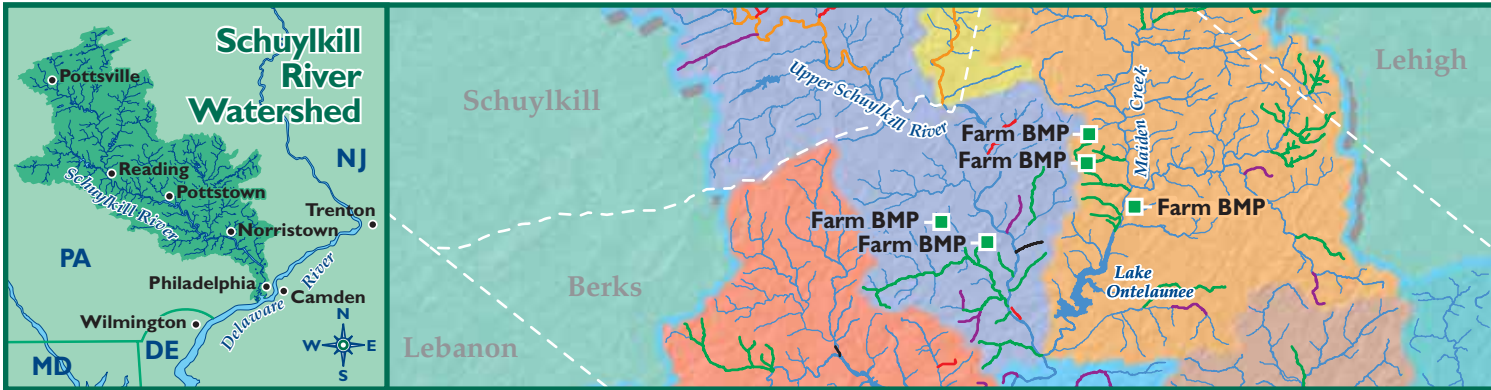 Schuylkill
River
Watershed
Pottsville
NJ
Reading
Pottstown
Schuylkill River
Trenton
Norristown
PA
Philadelphia
Camden
Delaware River
Wilmington
N
W E
S
MD
DE
Schuylkill
Upper Schuylkill River
Lehigh
Maiden Creek
Farm BMP
Farm BMP
Farm BMP
Farm BMP
Farm BMP
Lake
Ontelaunee
Berks
Lebanon